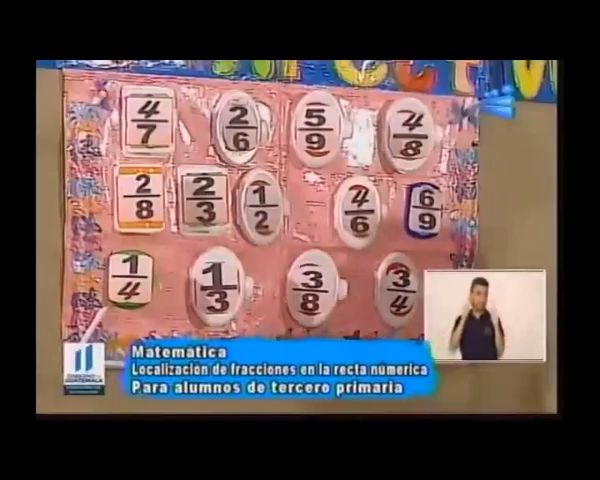 4/7 2/6 5/9 4/8
2/8 2/3 1/2 4/6 6/9
1/4 1/3 3/8 3/4
Matemática
Localización de fracciones en la recta númerica
Para alumnos de tercero primaria
GUATEMALA